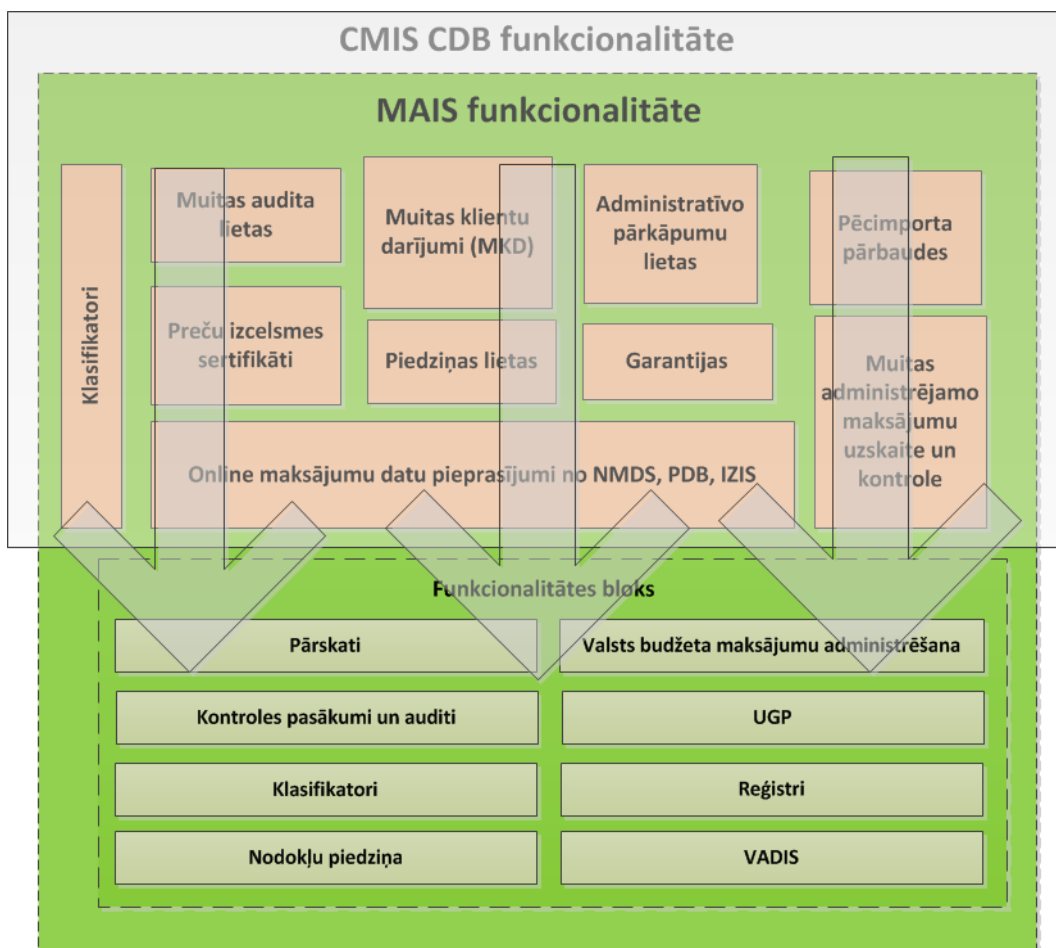 CMIS CDB funkcionalitāte
MAIS funkcionalitāte
Klasifikatori
Muitas audita
lietas
Muitas klientu
darījumi (MKD)
Administratīvo
pārkāpumu
lietas
Pēcimporta
pārbaudes
Preču izcelsmes
sertifikāti
Piedziņas lietas
Garantijas
Muitas
administrējamo
maksājumu
uzskaite un
kontrole
Online maksājumu datu pieprasījumi no NMDS, PDB, IZIS
Funkcionalitātes bloks
Pārskati
Valsts budžeta maksājumu administrēšana
Kontroles pasākumi un auditi
UGP
Klasifikatori
Reģistri
Nodokļu piedziņa
VADIS